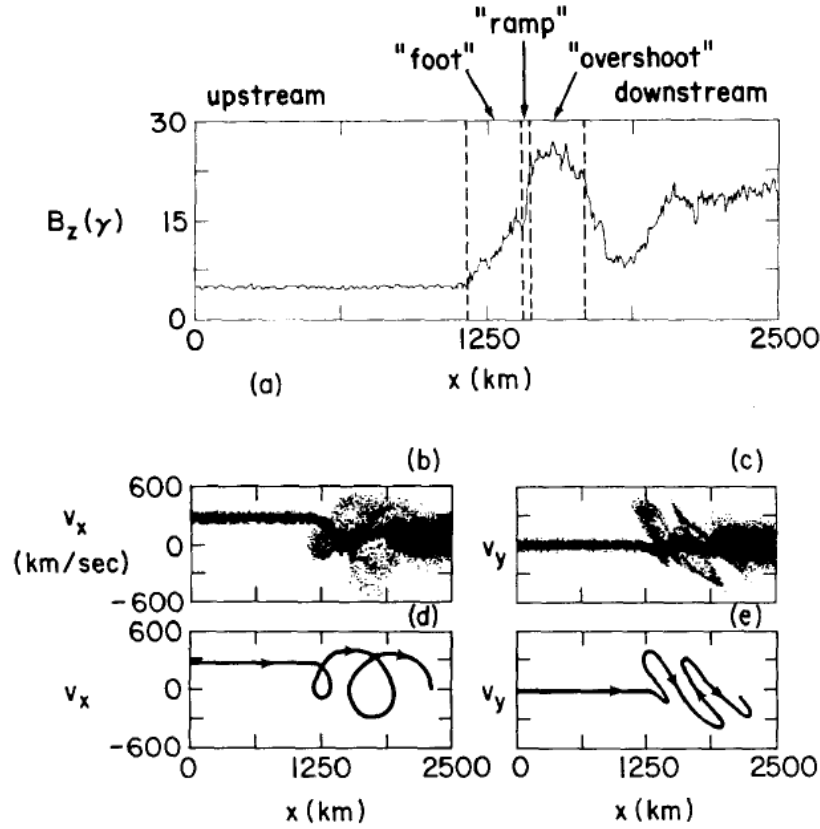 "ramp"
"foot" "overshoot"
upstream downstream
30
B_z (γ) 15
0
0 1250 2500
(a) x (km)
(b) (c)
600
v_x 0 v_y
(km/sec)
-600
(d) (e)
600
v_x 0 v_y
-600
0 1250 2500 0 1250 2500
x (km) x (km)